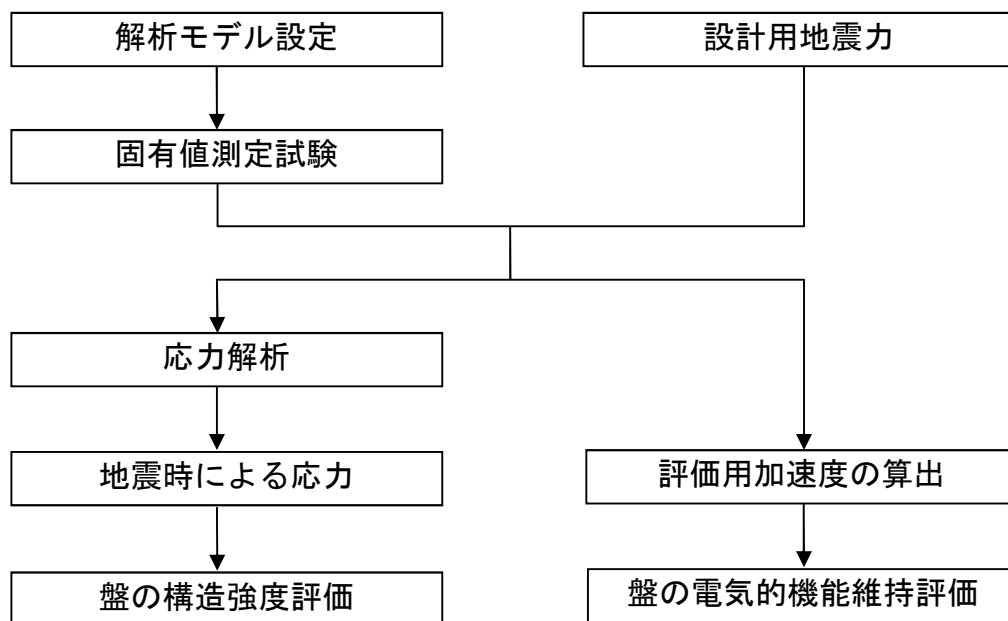 解析モデル設定
設計用地震力
固有値測定試験
応力解析
地震時による応力
評価用加速度の算出
盤の構造強度評価
盤の電気的機能維持評価